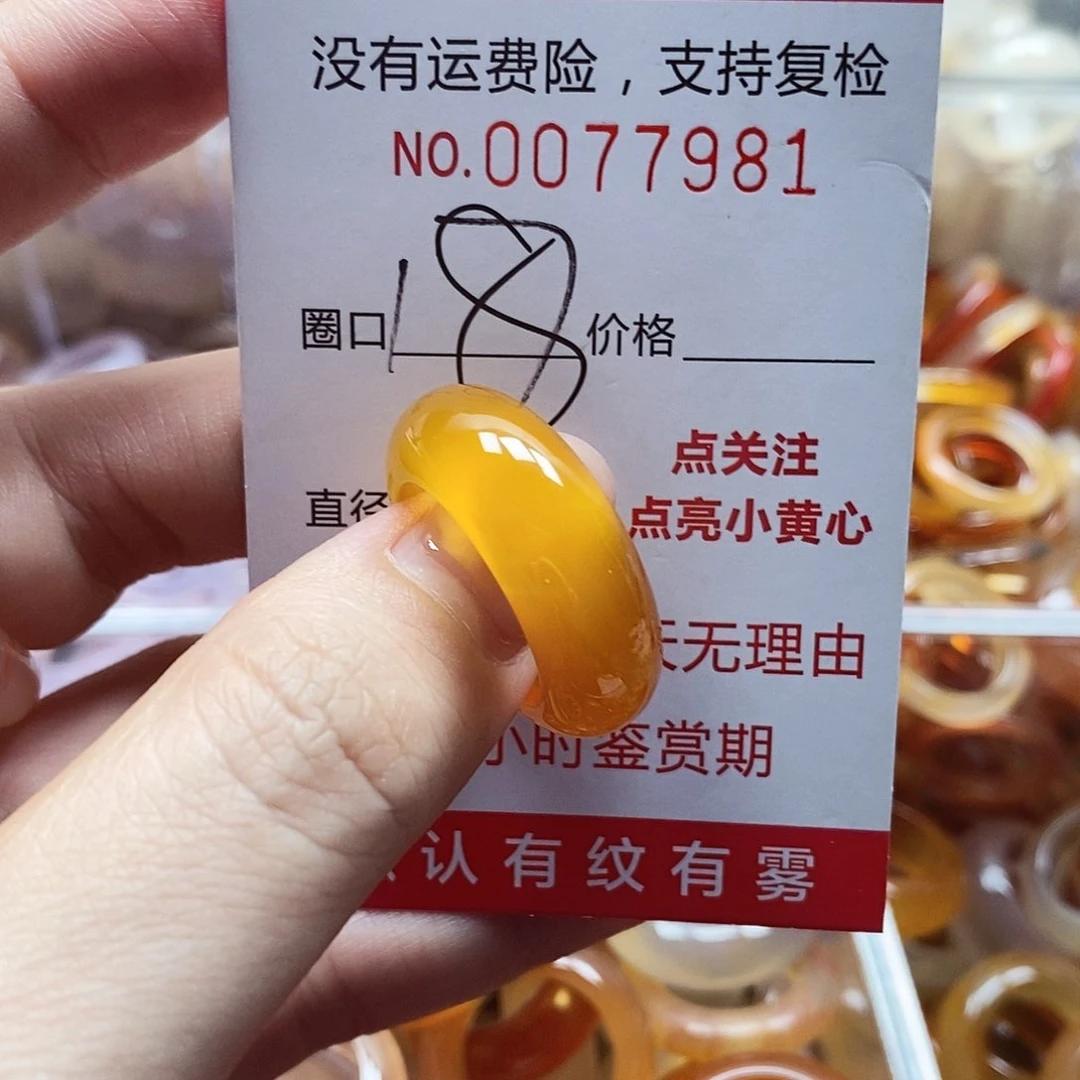 没有运费险，支持复检
NO.0077981
圈口18 价格
直径
点关注
点亮小黄心
天无理由
小时鉴赏期
认有纹有雾